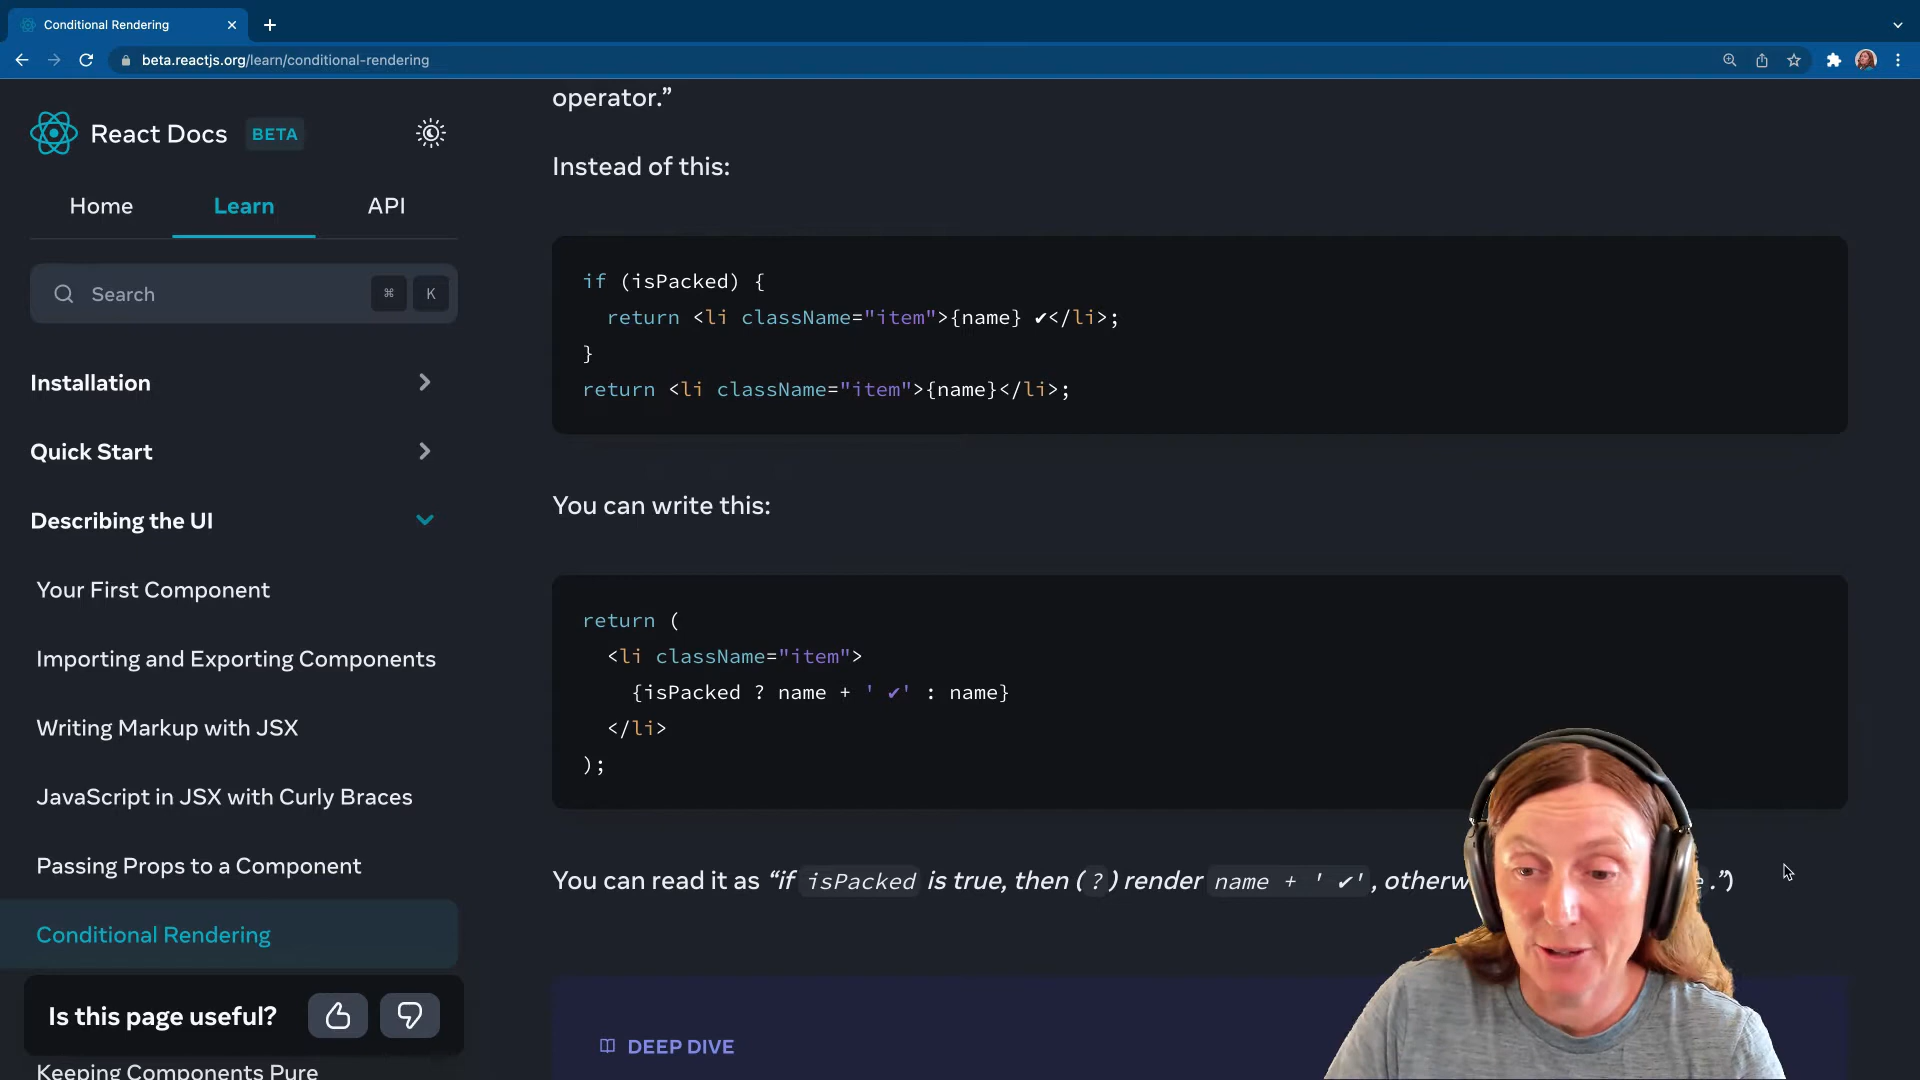 Conditional Rendering
beta.reactjs.org/learn/conditional-rendering
React Docs BETA
Home Learn API
Search ⌘ K
Installation
Quick Start
Describing the UI
Your First Component
Importing and Exporting Components
Writing Markup with JSX
JavaScript in JSX with Curly Braces
Passing Props to a Component
Conditional Rendering
Is this page useful?
Keeping Components Pure
operator.”
Instead of this:
if (isPacked) {
return <li className="item">{name} ✔</li>;
}
return <li className="item">{name}</li>;
You can write this:
return (
<li className="item">
{isPacked ? name + ' ✔' : name}
</li>
);
You can read it as “if isPacked is true, then (?) render name + ' ✔', .”)
DEEP DIVE